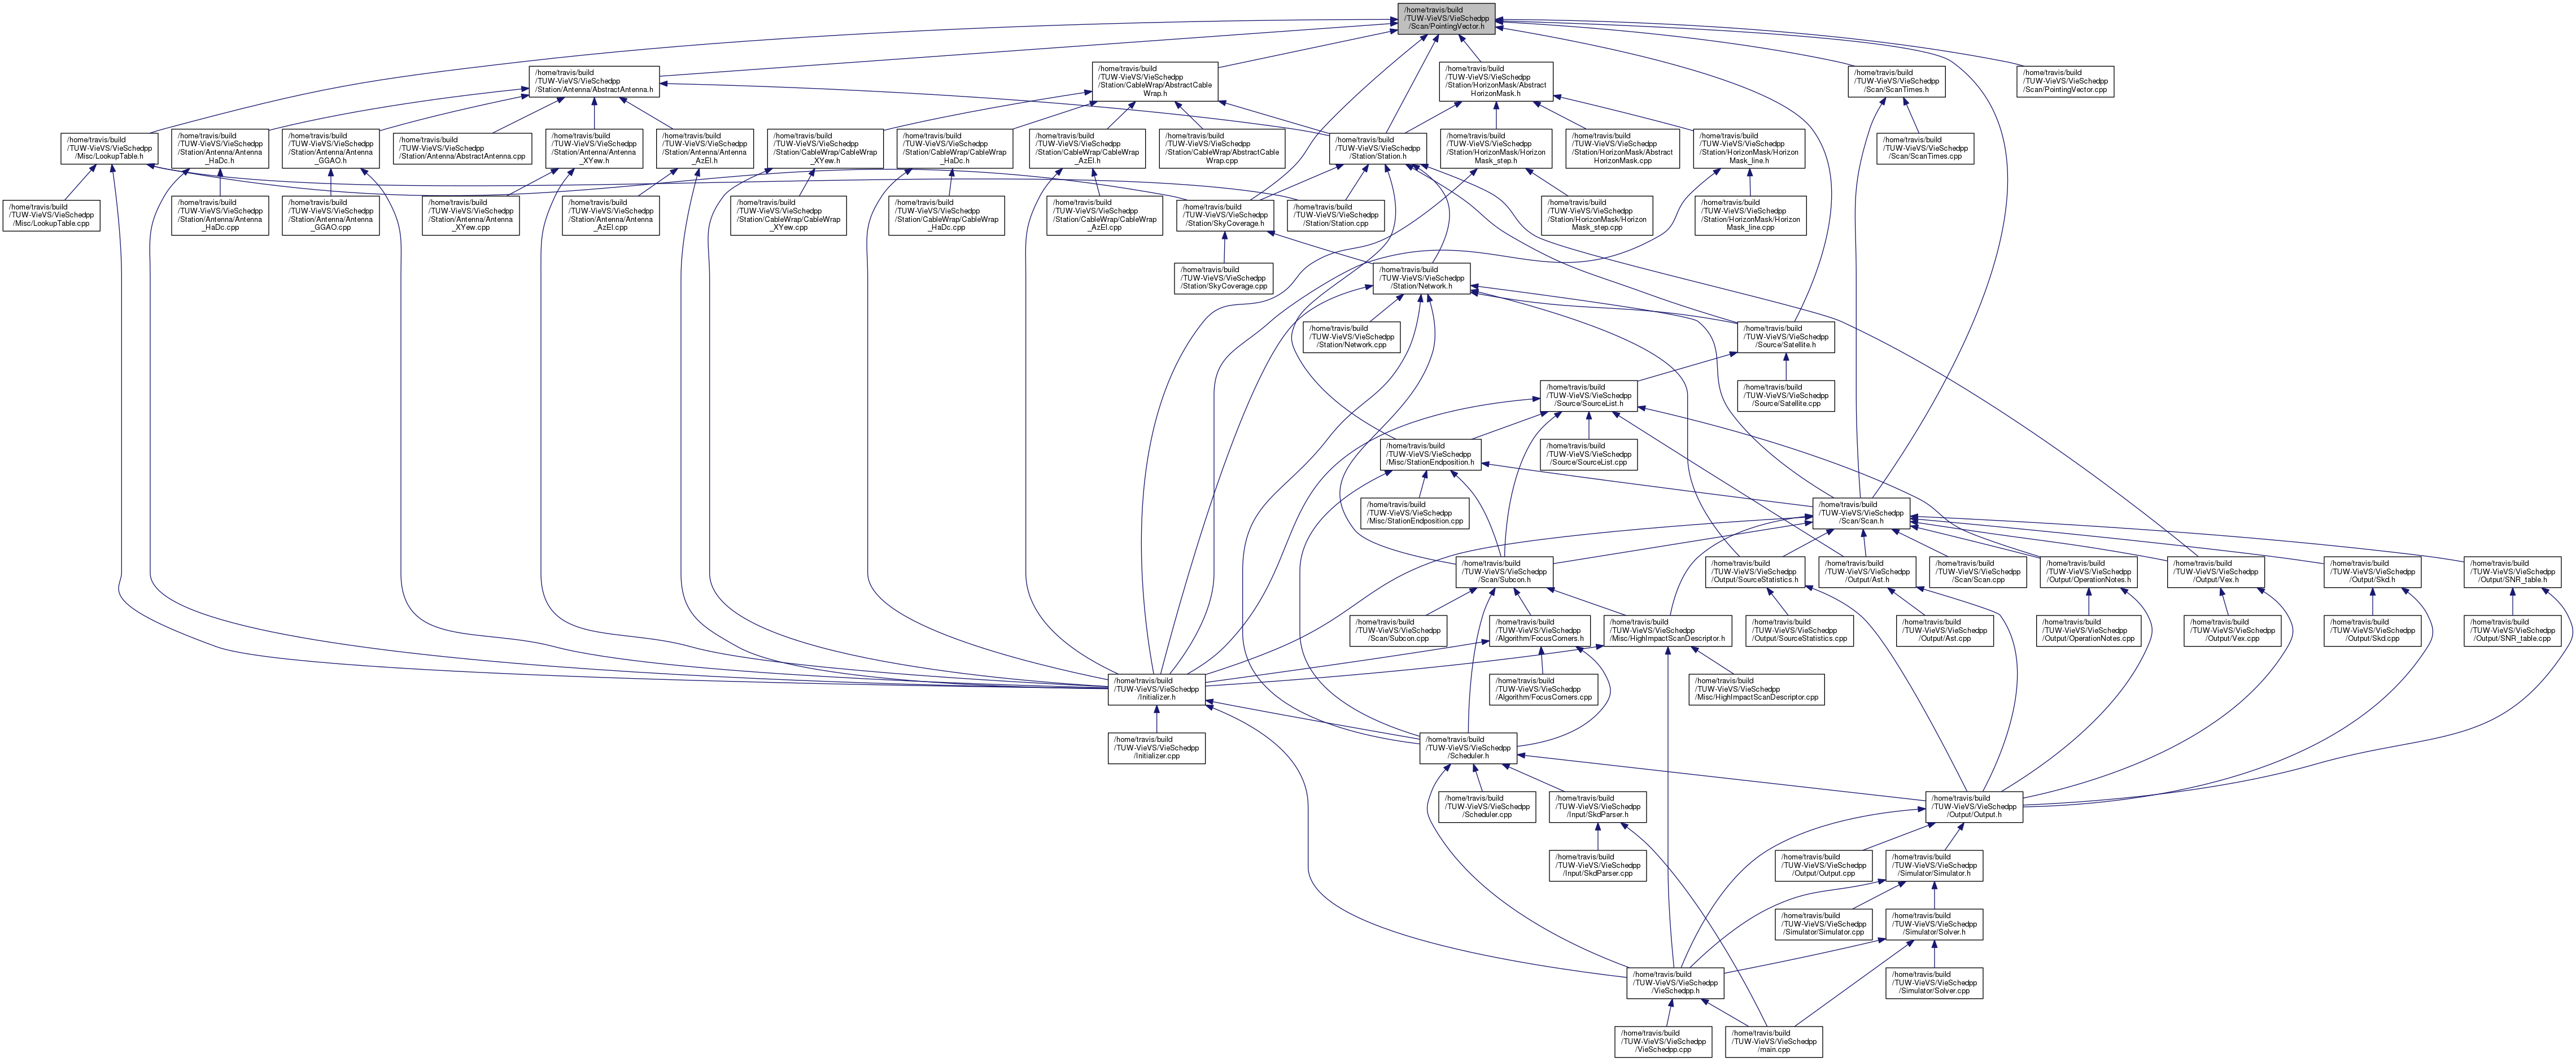 /home/travis/build
/TUW-VieVS/VieSchedpp
/Scan/PointingVector.h
/home/travis/build
/TUW-VieVS/VieSchedpp
/Station/Antenna/AbstractAntenna.h
/home/travis/build
/TUW-VieVS/VieSchedpp
/Station/CableWrap/AbstractCable
Wrap.h
/home/travis/build
/TUW-VieVS/VieSchedpp
/Station/HorizonMask/Abstract
HorizonMask.h
/home/travis/build
/TUW-VieVS/VieSchedpp
/Scan/ScanTimes.h
/home/travis/build
/TUW-VieVS/VieSchedpp
/Scan/PointingVector.cpp
/home/travis/build
/TUW-VieVS/VieSchedpp
/Misc/LookupTable.h
/home/travis/build
/TUW-VieVS/VieSchedpp
/Station/Antenna/Antenna
_HaDc.h
/home/travis/build
/TUW-VieVS/VieSchedpp
/Station/Antenna/Antenna
_GGAO.h
/home/travis/build
/TUW-VieVS/VieSchedpp
/Station/Antenna/AbstractAntenna.cpp
/home/travis/build
/TUW-VieVS/VieSchedpp
/Station/Antenna/Antenna
_XYew.h
/home/travis/build
/TUW-VieVS/VieSchedpp
/Station/Antenna/Antenna
_AzEl.h
/home/travis/build
/TUW-VieVS/VieSchedpp
/Station/CableWrap/CableWrap
_XYew.h
/home/travis/build
/TUW-VieVS/VieSchedpp
/Station/CableWrap/CableWrap
_HaDc.h
/home/travis/build
/TUW-VieVS/VieSchedpp
/Station/CableWrap/CableWrap
_AzEl.h
/home/travis/build
/TUW-VieVS/VieSchedpp
/Station/CableWrap/AbstractCable
Wrap.cpp
/home/travis/build
/TUW-VieVS/VieSchedpp
/Station/Station.h
/home/travis/build
/TUW-VieVS/VieSchedpp
/Station/HorizonMask/Horizon
Mask_step.h
/home/travis/build
/TUW-VieVS/VieSchedpp
/Station/HorizonMask/Abstract
HorizonMask.cpp
/home/travis/build
/TUW-VieVS/VieSchedpp
/Station/HorizonMask/Horizon
Mask_line.h
/home/travis/build
/TUW-VieVS/VieSchedpp
/Scan/ScanTimes.cpp
/home/travis/build
/TUW-VieVS/VieSchedpp
/Misc/LookupTable.cpp
/home/travis/build
/TUW-VieVS/VieSchedpp
/Station/Antenna/Antenna
_HaDc.cpp
/home/travis/build
/TUW-VieVS/VieSchedpp
/Station/Antenna/Antenna
_GGAO.cpp
/home/travis/build
/TUW-VieVS/VieSchedpp
/Station/Antenna/Antenna
_XYew.cpp
/home/travis/build
/TUW-VieVS/VieSchedpp
/Station/Antenna/Antenna
_AzEl.cpp
/home/travis/build
/TUW-VieVS/VieSchedpp
/Station/CableWrap/CableWrap
_XYew.cpp
/home/travis/build
/TUW-VieVS/VieSchedpp
/Station/CableWrap/CableWrap
_HaDc.cpp
/home/travis/build
/TUW-VieVS/VieSchedpp
/Station/CableWrap/CableWrap
_AzEl.cpp
/home/travis/build
/TUW-VieVS/VieSchedpp
/Station/SkyCoverage.h
/home/travis/build
/TUW-VieVS/VieSchedpp
/Station/Station.cpp
/home/travis/build
/TUW-VieVS/VieSchedpp
/Station/HorizonMask/Horizon
Mask_step.cpp
/home/travis/build
/TUW-VieVS/VieSchedpp
/Station/HorizonMask/Horizon
Mask_line.cpp
/home/travis/build
/TUW-VieVS/VieSchedpp
/Station/SkyCoverage.cpp
/home/travis/build
/TUW-VieVS/VieSchedpp
/Station/Network.h
/home/travis/build
/TUW-VieVS/VieSchedpp
/Station/Network.cpp
/home/travis/build
/TUW-VieVS/VieSchedpp
/Source/Satellite.h
/home/travis/build
/TUW-VieVS/VieSchedpp
/Source/SourceList.h
/home/travis/build
/TUW-VieVS/VieSchedpp
/Source/Satellite.cpp
/home/travis/build
/TUW-VieVS/VieSchedpp
/Misc/StationEndposition.h
/home/travis/build
/TUW-VieVS/VieSchedpp
/Source/SourceList.cpp
/home/travis/build
/TUW-VieVS/VieSchedpp
/Misc/StationEndposition.cpp
/home/travis/build
/TUW-VieVS/VieSchedpp
/Scan/Scan.h
/home/travis/build
/TUW-VieVS/VieSchedpp
/Scan/Subcon.h
/home/travis/build
/TUW-VieVS/VieSchedpp
/Output/SourceStatistics.h
/home/travis/build
/TUW-VieVS/VieSchedpp
/Output/Ast.h
/home/travis/build
/TUW-VieVS/VieSchedpp
/Scan/Scan.cpp
/home/travis/build
/TUW-VieVS/VieSchedpp
/Output/OperationNotes.h
/home/travis/build
/TUW-VieVS/VieSchedpp
/Output/Vex.h
/home/travis/build
/TUW-VieVS/VieSchedpp
/Output/Skd.h
/home/travis/build
/TUW-VieVS/VieSchedpp
/Output/SNR_table.h
/home/travis/build
/TUW-VieVS/VieSchedpp
/Scan/Subcon.cpp
/home/travis/build
/TUW-VieVS/VieSchedpp
/Algorithm/FocusCorners.h
/home/travis/build
/TUW-VieVS/VieSchedpp
/Misc/HighImpactScanDescriptor.h
/home/travis/build
/TUW-VieVS/VieSchedpp
/Output/SourceStatistics.cpp
/home/travis/build
/TUW-VieVS/VieSchedpp
/Output/Ast.cpp
/home/travis/build
/TUW-VieVS/VieSchedpp
/Output/OperationNotes.cpp
/home/travis/build
/TUW-VieVS/VieSchedpp
/Output/Vex.cpp
/home/travis/build
/TUW-VieVS/VieSchedpp
/Output/Skd.cpp
/home/travis/build
/TUW-VieVS/VieSchedpp
/Output/SNR_table.cpp
/home/travis/build
/TUW-VieVS/VieSchedpp
/Initializer.h
/home/travis/build
/TUW-VieVS/VieSchedpp
/Algorithm/FocusCorners.cpp
/home/travis/build
/TUW-VieVS/VieSchedpp
/Misc/HighImpactScanDescriptor.cpp
/home/travis/build
/TUW-VieVS/VieSchedpp
/Initializer.cpp
/home/travis/build
/TUW-VieVS/VieSchedpp
/Scheduler.h
/home/travis/build
/TUW-VieVS/VieSchedpp
/Scheduler.cpp
/home/travis/build
/TUW-VieVS/VieSchedpp
/Input/SkdParser.h
/home/travis/build
/TUW-VieVS/VieSchedpp
/Output/Output.h
/home/travis/build
/TUW-VieVS/VieSchedpp
/Input/SkdParser.cpp
/home/travis/build
/TUW-VieVS/VieSchedpp
/Output/Output.cpp
/home/travis/build
/TUW-VieVS/VieSchedpp
/Simulator/Simulator.h
/home/travis/build
/TUW-VieVS/VieSchedpp
/Simulator/Simulator.cpp
/home/travis/build
/TUW-VieVS/VieSchedpp
/Simulator/Solver.h
/home/travis/build
/TUW-VieVS/VieSchedpp
/VieSchedpp.h
/home/travis/build
/TUW-VieVS/VieSchedpp
/Simulator/Solver.cpp
/home/travis/build
/TUW-VieVS/VieSchedpp
/VieSchedpp.cpp
/home/travis/build
/TUW-VieVS/VieSchedpp
/main.cpp